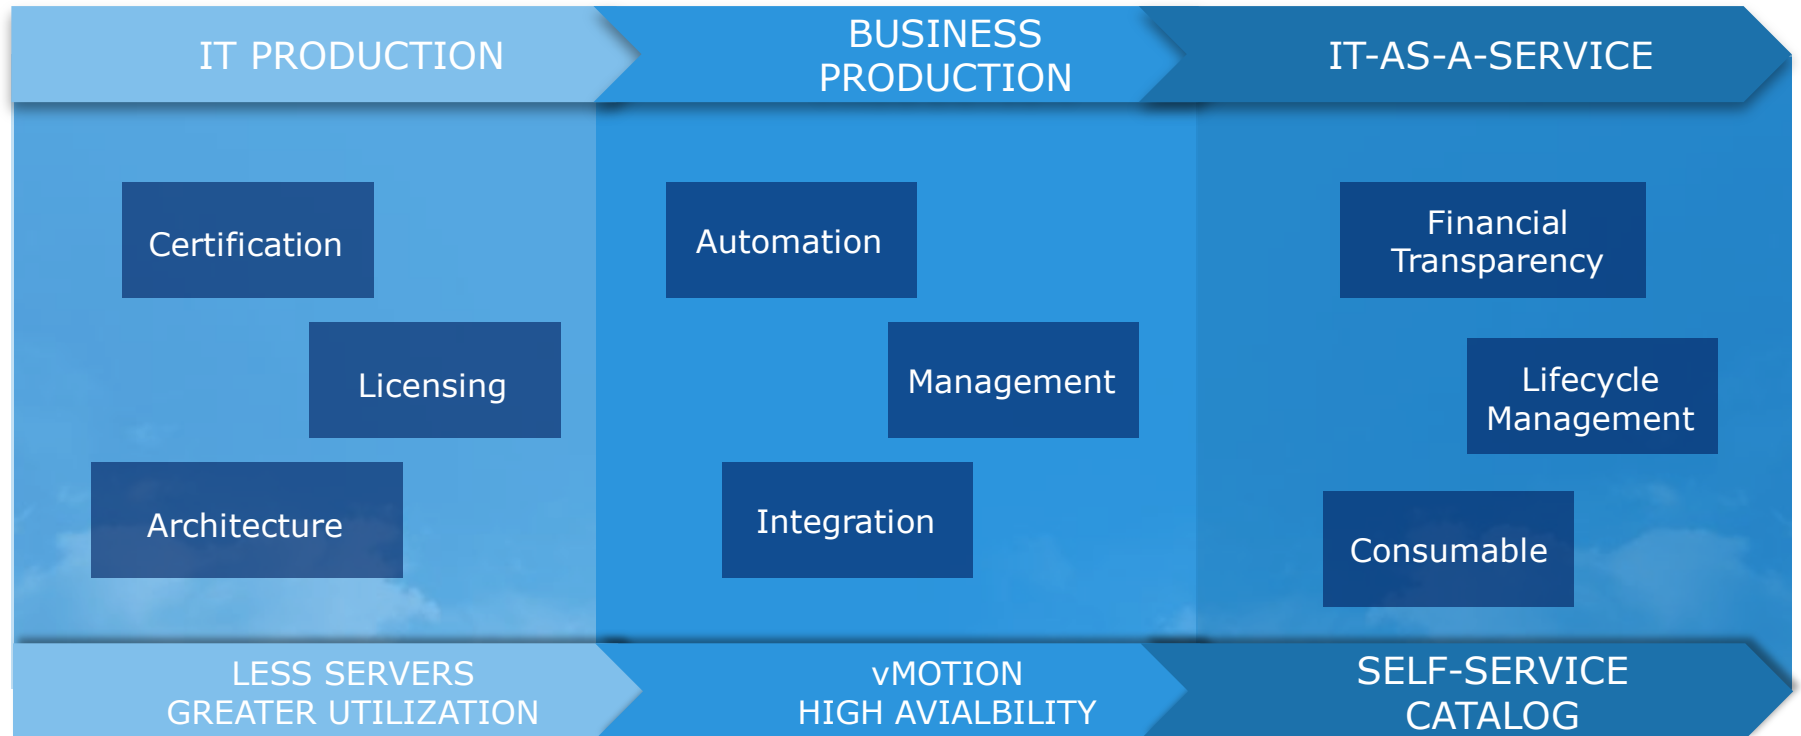 IT PRODUCTION
BUSINESS
PRODUCTION
IT-AS-A-SERVICE
Certification
Licensing
Architecture
Automation
Management
Integration
Financial
Transparency
Lifecycle
Management
Consumable
LESS SERVERS
GREATER UTILIZATION
vMOTION
HIGH AVIALBILITY
SELF-SERVICE
CATALOG